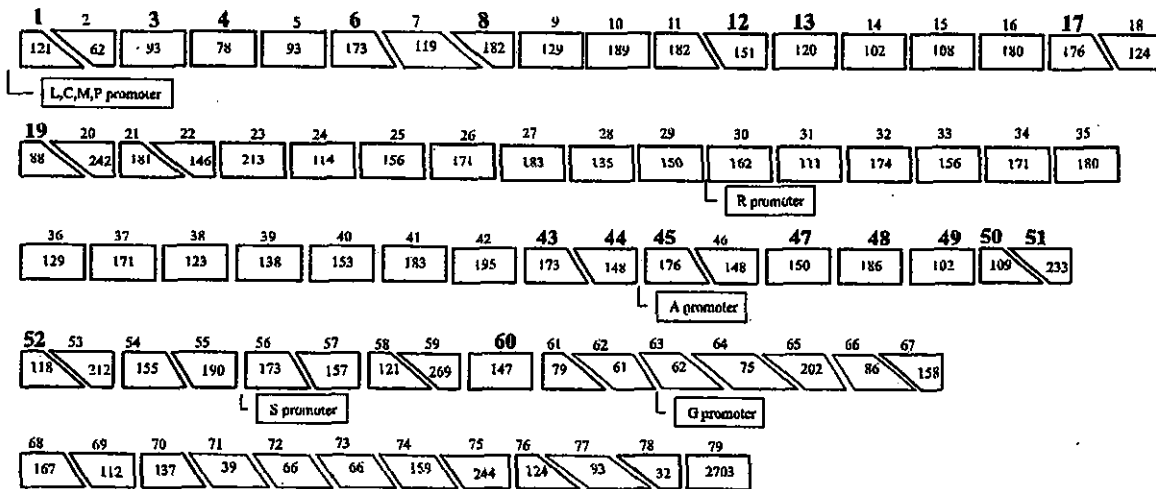 1 2 3 4 5 6 7 8 9 10 11 12 13 14 15 16 17 18
121 62 93 78 93 173 119 182 129 189 182 151 120 102 108 180 176 124
L,C,M,P promoter
19 20 21 22 23 24 25 26 27 28 29 30 31 32 33 34 35
88 242 181 146 213 114 156 171 183 135 150 162 111 174 156 171 180
R promoter
36 37 38 39 40 41 42 43 44 45 46 47 48 49 50 51
129 171 123 138 153 183 195 173 148 176 148 150 186 102 109 233
A promoter
52 53 54 55 56 57 58 59 60 61 62 63 64 65 66 67
118 212 155 190 173 157 121 269 147 79 61 62 75 202 86 158
S promoter G promoter
68 69 70 71 72 73 74 75 76 77 78 79
167 112 137 39 66 66 159 244 124 93 32 2703